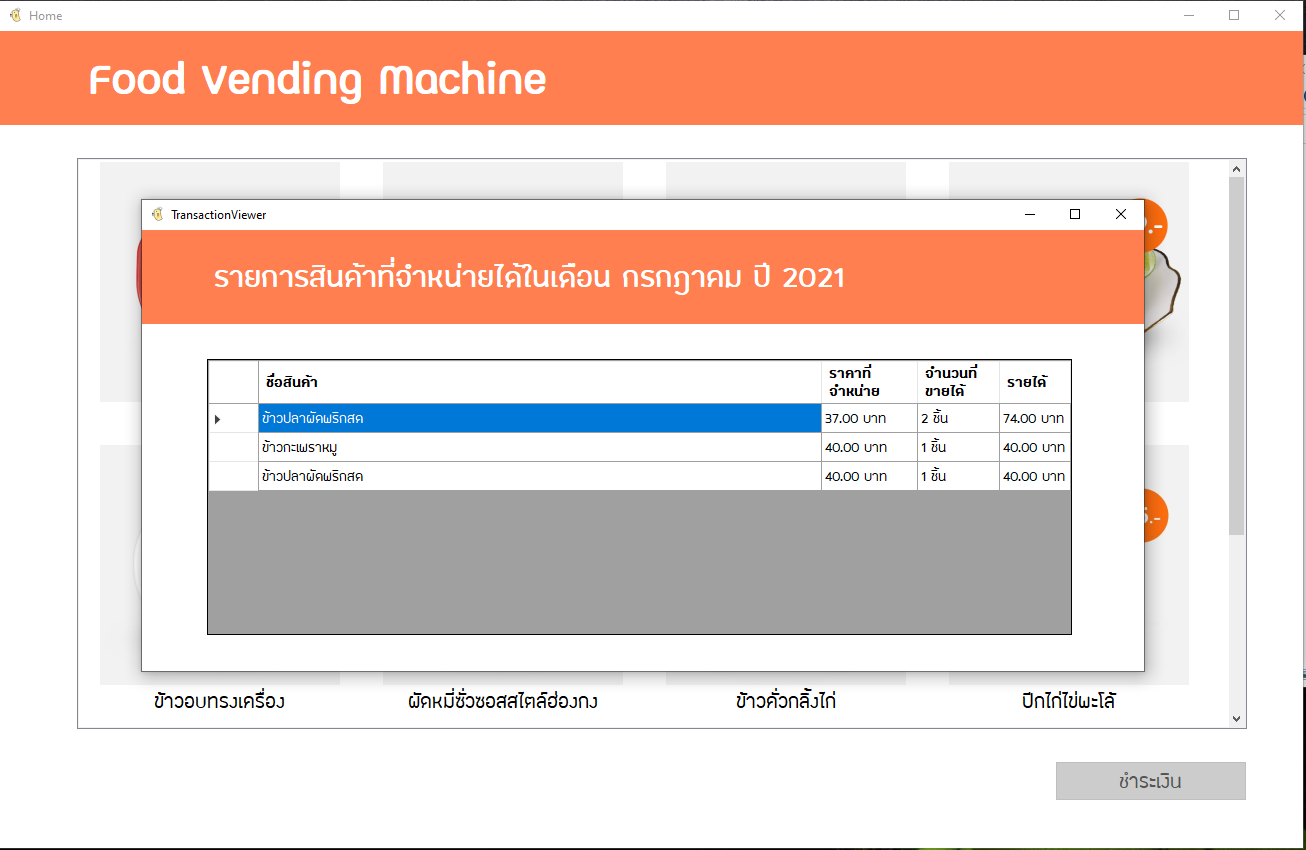 Home
Food Vending Machine
TransactionViewer
รายการสินค้าที่จำหน่ายได้ในเดือน กรกฎาคม ปี 2021
ชื่อสินค้า ราคาที่จำหน่าย จำนวนที่ขายได้ รายได้
ข้าวปลาผัดพริกสด 37.00 บาท 2 ชิ้น 74.00 บาท
ข้าวกะเพราหมู 40.00 บาท 1 ชิ้น 40.00 บาท
ข้าวปลาผัดพริกสด 40.00 บาท 1 ชิ้น 40.00 บาท
ข้าวอบทรงเครื่อง ผัดหมี่ซั่วซอสสไตล์ฮ่องกง ข้าวคั่วกลิ้งไก่ ปีกไก่ไข่พะโล้
ชำระเงิน